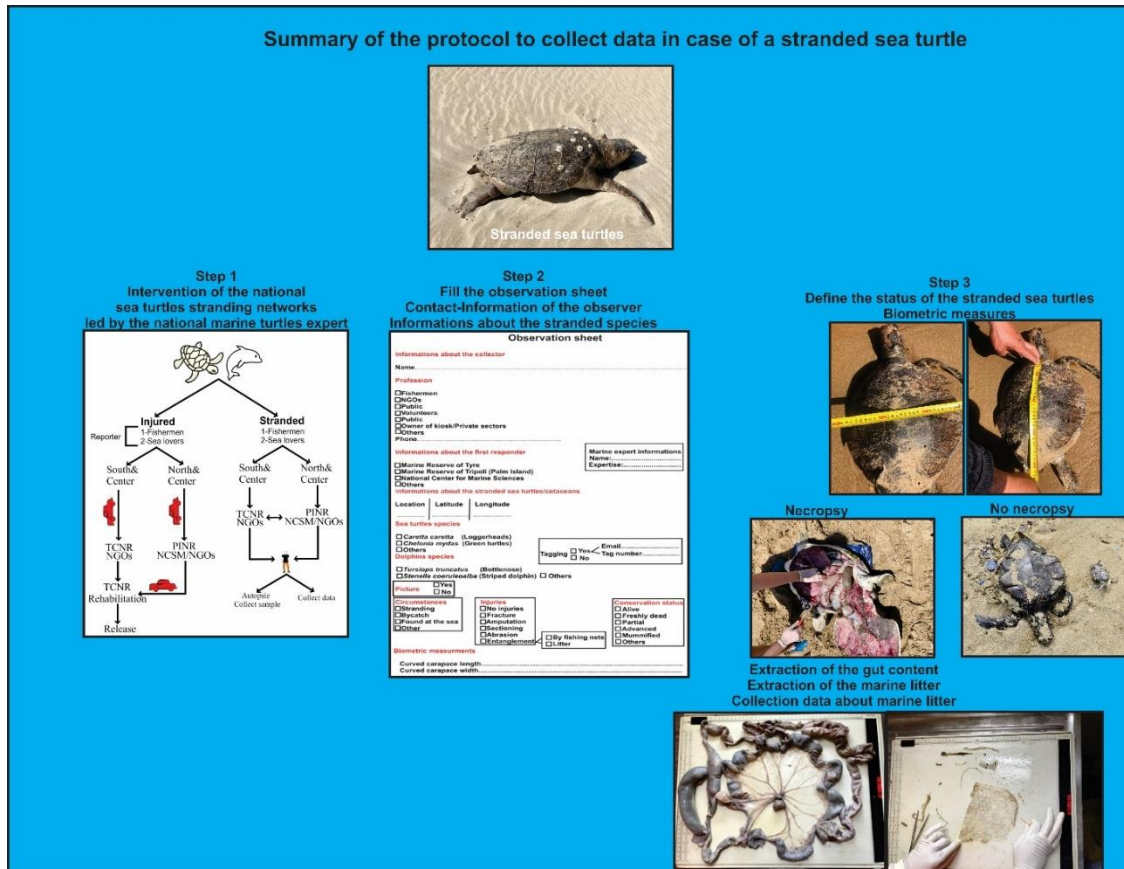 Summary of the protocol to collect data in case of a stranded sea turtle
Stranded sea turtles
Step 1
Intervention of the national
sea turtles stranding networks
led by the national marine turtles expert
Injured
Reporter
1-Fishermen
2-Sea lovers
Stranded
1-Fishermen
2-Sea lovers
South&
Center
North&
Center
South&
Center
North&
Center
TCNR
NGOs
PINR
NCSM/NGOs
TCNR
NGOs
PINR
NCSM/NGOs
TCNR
Rehabilitation
Release
Autopsie
Collect sample
Collect data
Step 2
Fill the observation sheet
Contact-Information of the observer
Informations about the stranded species
Observation sheet
Informations about the collector
Name
Profession
Fishermen
NGOs
Public
Volunteers
Public
Owner of kiosk/Private sectors
Others
Phone
Informations about the first responder
Marine Reserve of Tyre
Marine Reserve of Tripoli (Palm Island)
National Center for Marine Sciences
Others
Marine expert informations
Name:
Expertise:
Informations about the stranded sea turtles/cetaceans
Location Latitude Longitude
Sea turtles species
Caretta caretta (Loggerheads)
Chelonia mydas (Green turtles)
Others
Tagging Yes No
Email
Tag number
Dolphins species
Tursiops truncatus (Bottlenose)
Stenella coeruleoalba (Striped dolphin) Others
Picture Yes No
Circumstances
Stranding
Bycatch
Found at the sea
Other
Injuries
No injuries
Fracture
Amputation
Sectioning
Abrasion
Entanglement
By fishing nets
Litter
Conservation status
Alive
Freshly dead
Partial
Advanced
Mummified
Others
Biometric measurments
Curved carapace length
Curved carapace width
Step 3
Define the status of the stranded sea turtles
Biometric measures
Necropsy
No necropsy
Extraction of the gut content
Extraction of the marine litter
Collection data about marine litter